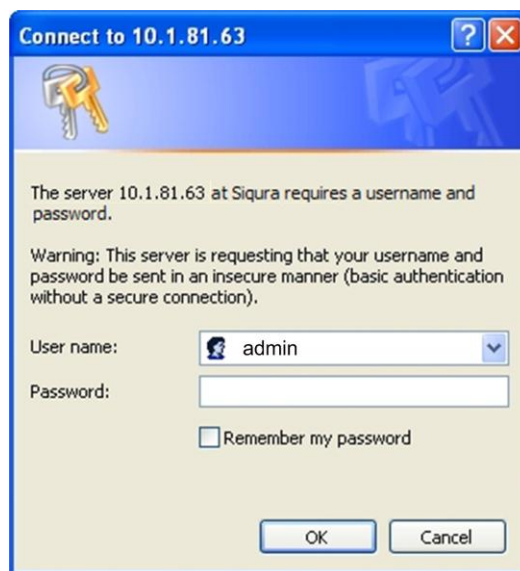 Connect to 10.1.81.63
The server 10.1.81.63 at Siqura requires a username and
password.
Warning: This server is requesting that your username and
password be sent in an insecure manner (basic authentication
without a secure connection).
User name:
admin
Password:
Remember my password
OK
Cancel